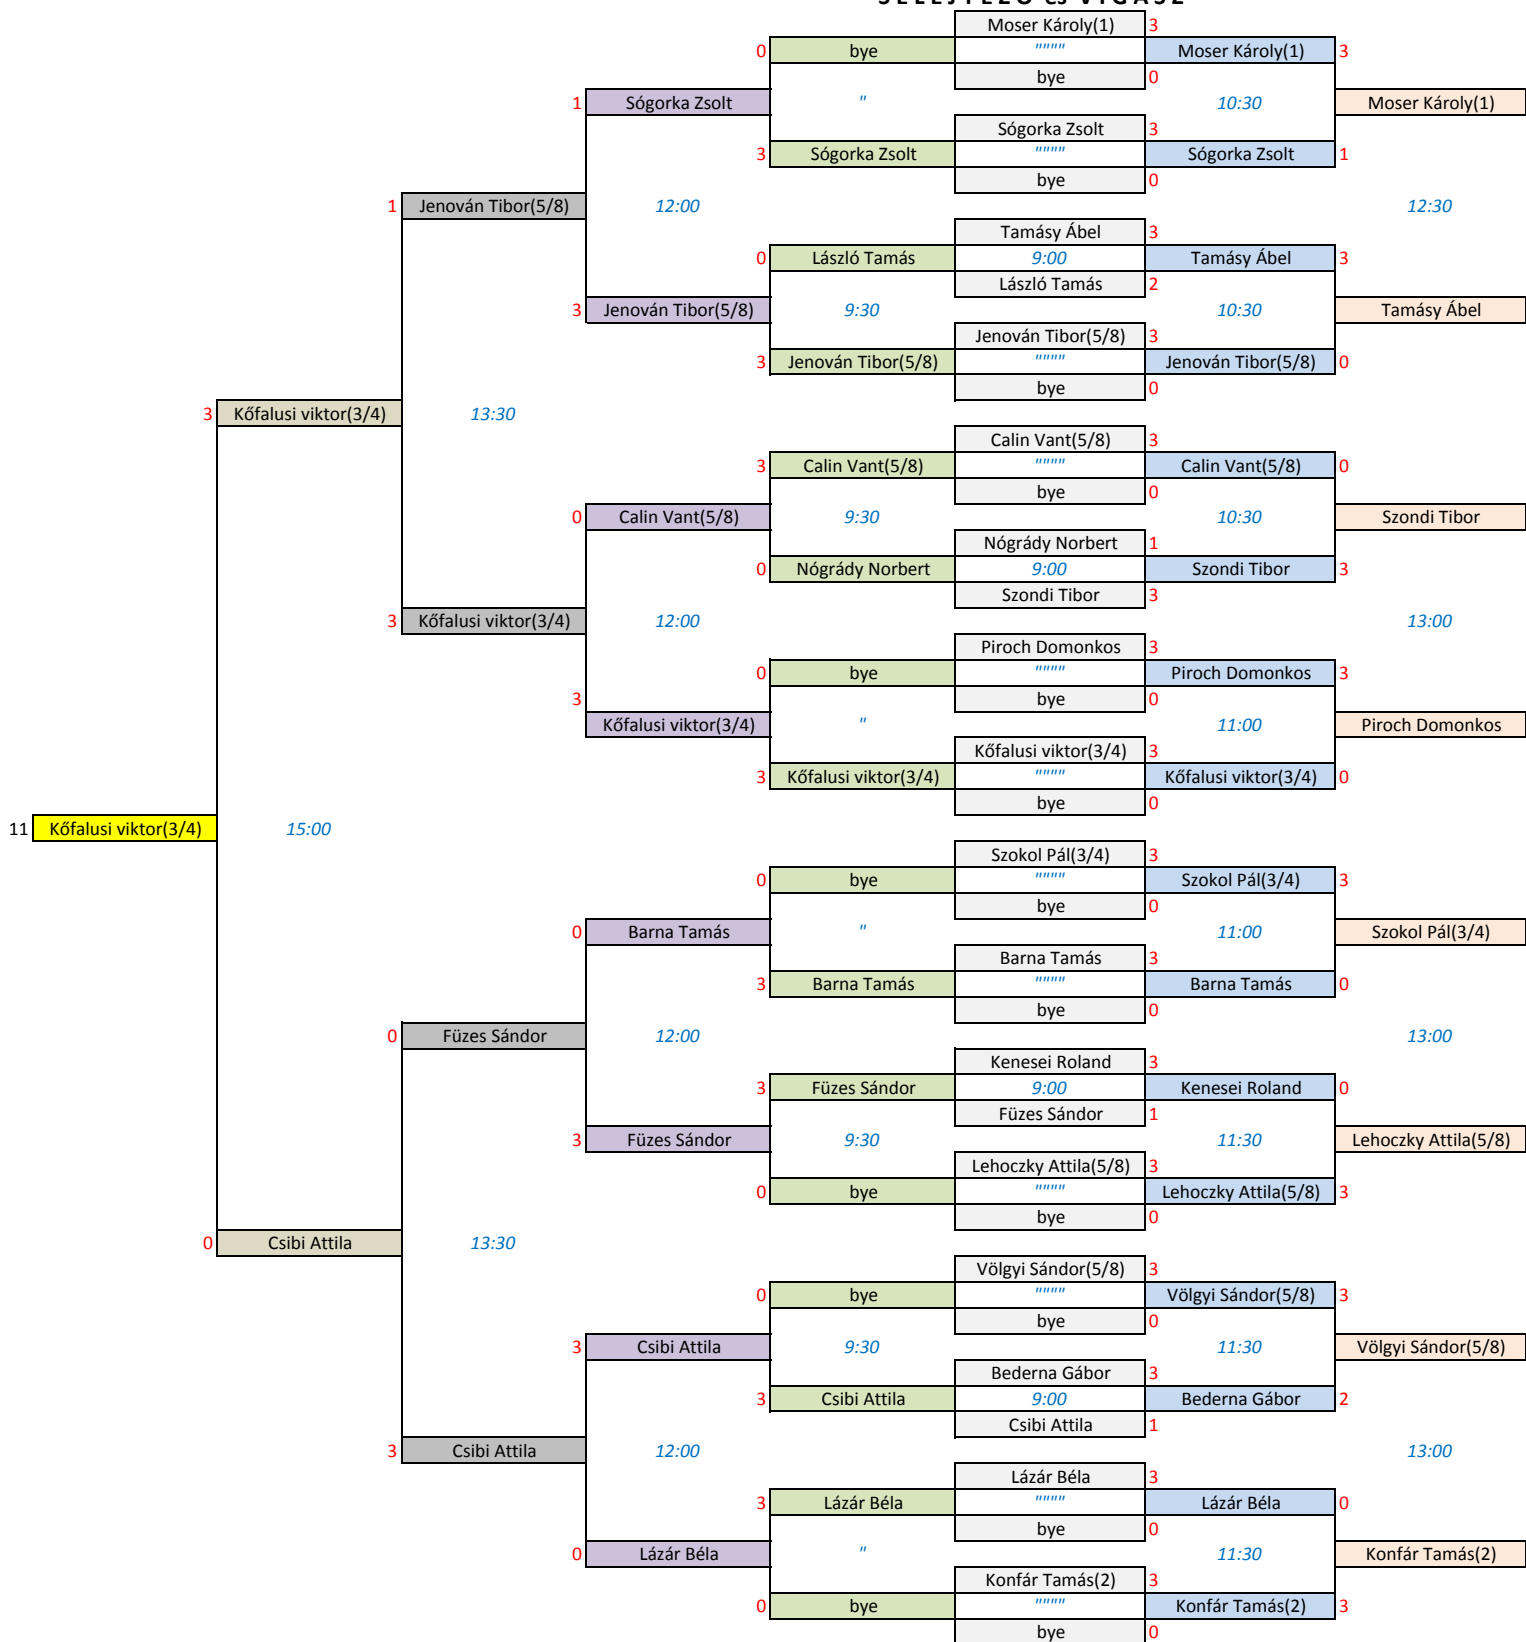 SELEJTEZŐ és VIGASZ
Moser Károly(1) 3
0 bye """" Moser Károly(1) 3
bye 0
1 Sógorka Zsolt " 10:30 Moser Károly(1)
Sógorka Zsolt 3
3 Sógorka Zsolt """" Sógorka Zsolt 1
bye 0
1 Jenován Tibor(5/8) 12:00 12:30
Tamásy Ábel 3
0 László Tamás 9:00 Tamásy Ábel 3
László Tamás 2
3 Jenován Tibor(5/8) 9:30 10:30 Tamásy Ábel
Jenován Tibor(5/8) 3
3 Jenován Tibor(5/8) """" Jenován Tibor(5/8) 0
bye 0
3 Kőfalusi viktor(3/4) 13:30
Calin Vant(5/8) 3
3 Calin Vant(5/8) """" Calin Vant(5/8) 0
bye 0
0 Calin Vant(5/8) 9:30 10:30 Szondi Tibor
Nógrády Norbert 1
0 Nógrády Norbert 9:00 Szondi Tibor 3
Szondi Tibor 3
3 Kőfalusi viktor(3/4) 12:00 13:00
Piroch Domonkos 3
0 bye """" Piroch Domonkos 3
3 bye 0
Kőfalusi viktor(3/4) " 11:00 Piroch Domonkos
Kőfalusi viktor(3/4) 3
3 Kőfalusi viktor(3/4) """" Kőfalusi viktor(3/4) 0
bye 0
11 Kőfalusi viktor(3/4) 15:00
Szokol Pál(3/4) 3
0 bye """" Szokol Pál(3/4) 3
bye 0
0 Barna Tamás " 11:00 Szokol Pál(3/4)
Barna Tamás 3
3 Barna Tamás """" Barna Tamás 0
bye 0
0 Füzes Sándor 12:00 13:00
Kenesei Roland 3
3 Füzes Sándor 9:00 Kenesei Roland 0
Füzes Sándor 1
3 Füzes Sándor 9:30 11:30 Lehoczky Attila(5/8)
Lehoczky Attila(5/8) 3
0 bye """" Lehoczky Attila(5/8) 3
bye 0
0 Csibi Attila 13:30
Völgyi Sándor(5/8) 3
0 bye """" Völgyi Sándor(5/8) 3
bye 0
3 Csibi Attila 9:30 11:30 Völgyi Sándor(5/8)
Bederna Gábor 3
3 Csibi Attila 9:00 Bederna Gábor 2
Csibi Attila 1
3 Csibi Attila 12:00 13:00
Lázár Béla 3
3 Lázár Béla """" Lázár Béla 0
bye 0
0 Lázár Béla " 11:30 Konfár Tamás(2)
Konfár Tamás(2) 3
0 bye """" Konfár Tamás(2) 3
bye 0